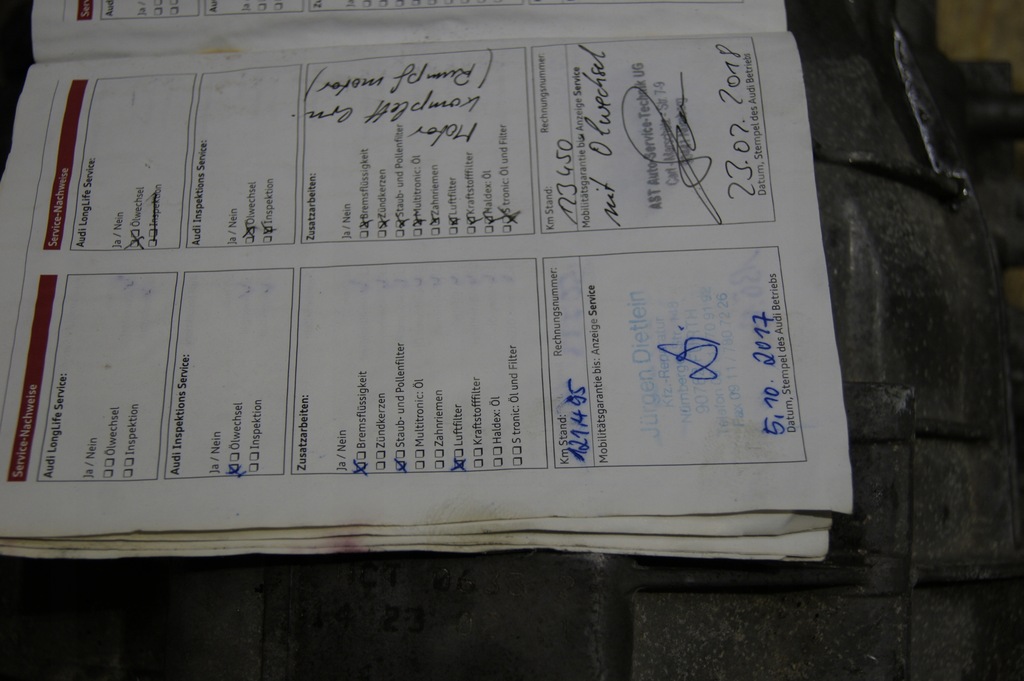 Service-Nachweise
Audi LongLife Service:
Ja / Nein
Ölwechsel
Inspektion
Audi Inspektions Service:
Ja / Nein
Ölwechsel
Inspektion
Zusatzarbeiten:
Ja / Nein
Bremsflüssigkeit
Zündkerzen
Staub- und Pollenfilter
Multitronic: Öl
Zahnriemen
Luftfilter
Kraftstofffilter
Haldex: Öl
S tronic: Öl und Filter
Km Stand: Rechnungsnummer:
121495
Mobilitätsgarantie bis: Anzeige Service
Jürgen Dietlein
5.10. 2017
Datum, Stempel des Audi Betriebs
Service-Nachweise
Audi LongLife Service:
Ja / Nein
Ölwechsel
Inspektion
Audi Inspektions Service:
Ja / Nein
Ölwechsel
Inspektion
Zusatzarbeiten:
Motor
komplett
(Rumpf motor)
Ja / Nein
Bremsflüssigkeit
Zündkerzen
Staub- und Pollenfilter
Multitronic: Öl
Zahnriemen
Luftfilter
Kraftstofffilter
Haldex: Öl
S tronic: Öl und Filter
Km Stand: Rechnungsnummer:
123450
Mobilitätsgarantie bis: Anzeige Service
mit Ölwechsel
AST Auto-Service-Technik UG
23.07.2018
Datum, Stempel des Audi Betriebs